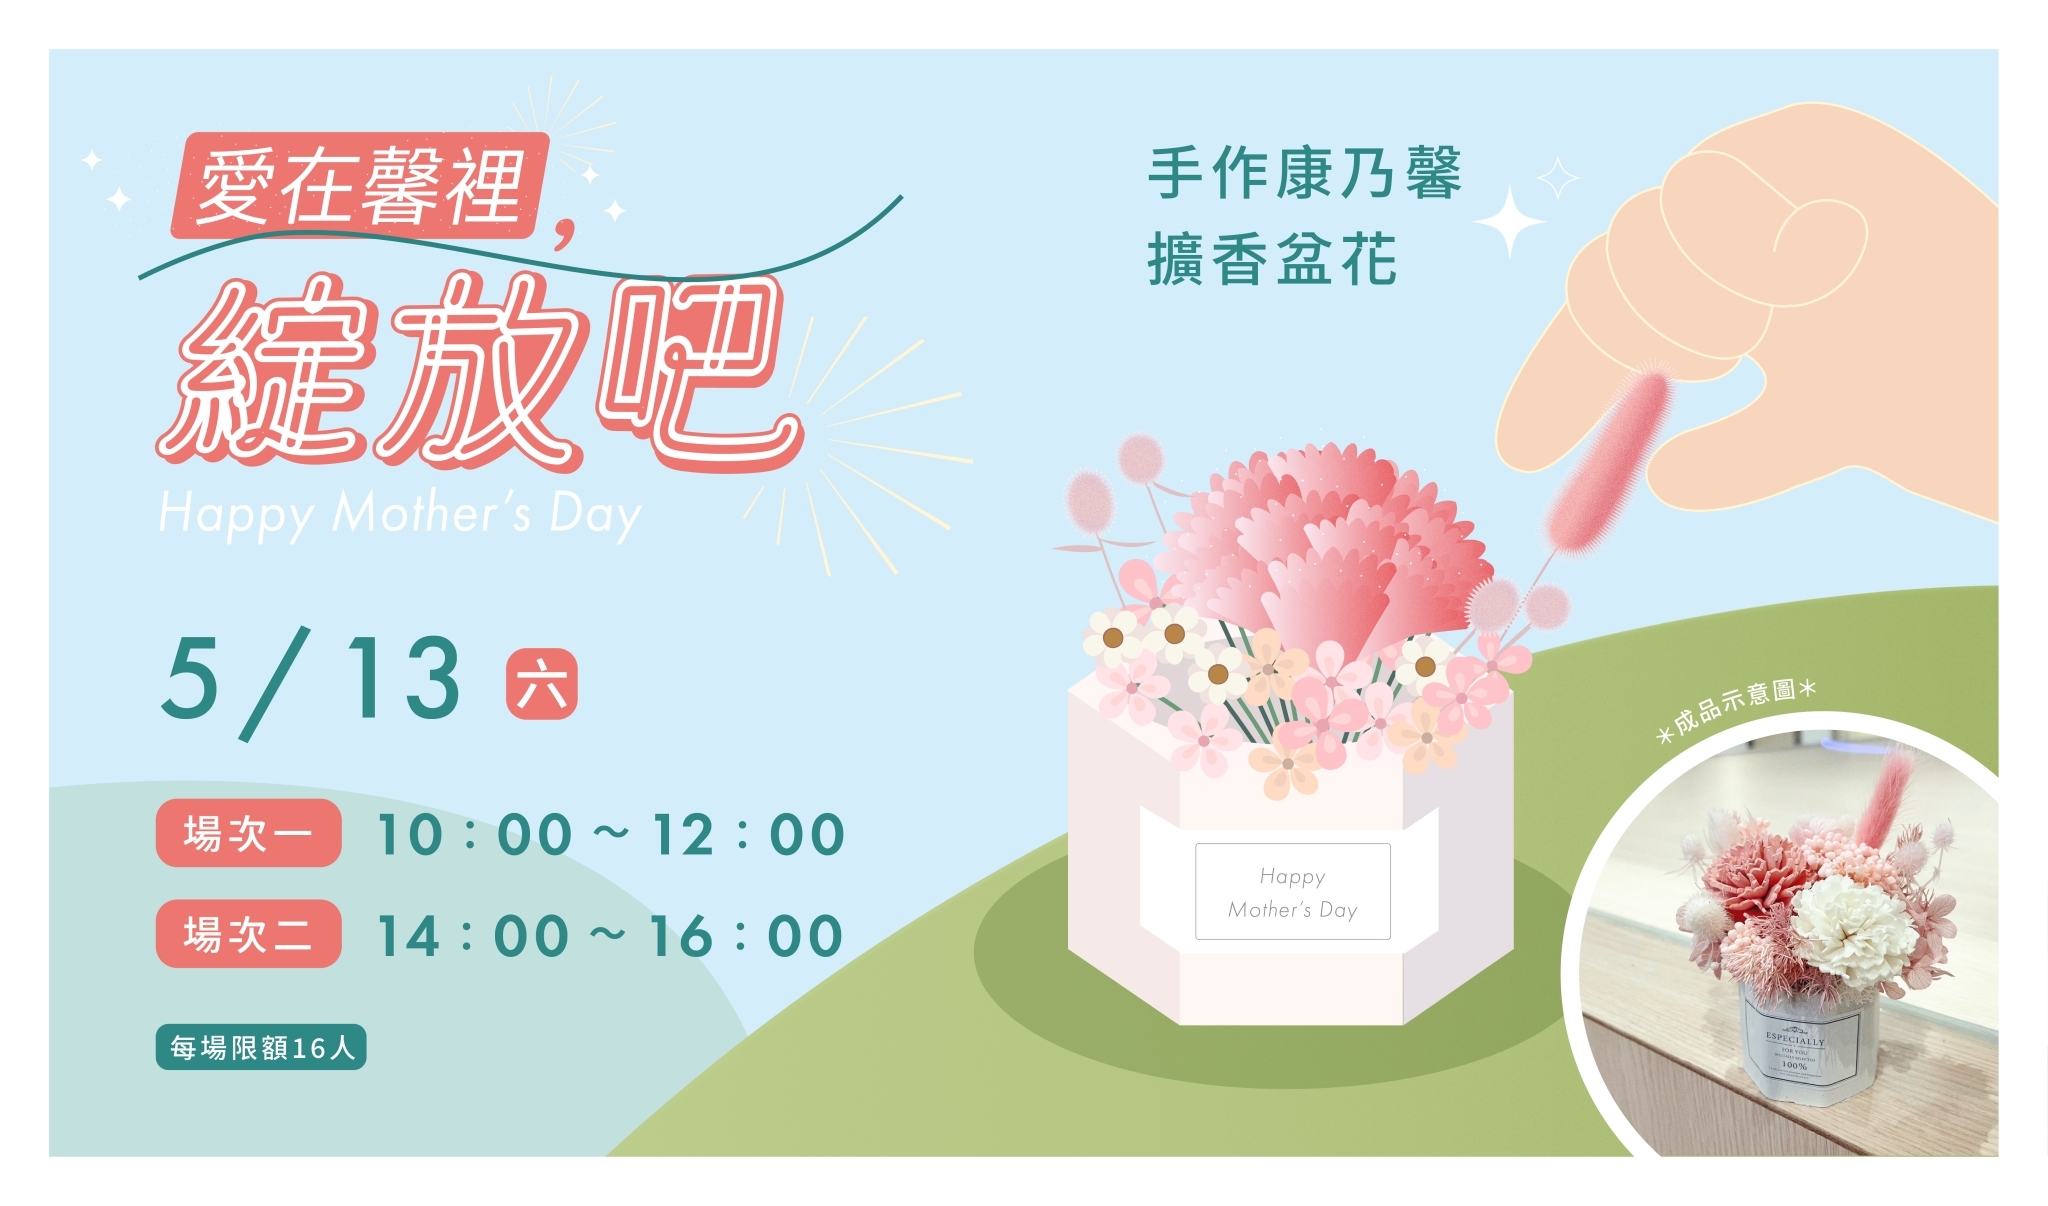 愛在馨裡,
綻放吧
Happy Mother's Day
5/13 六
場次一 10:00~12:00
場次二 14:00~16:00
每場限額16人
手作康乃馨
擴香盆花
Happy
Mother's Day
*成品示意圖*
ESPECIALLY
FOR YOU
100%